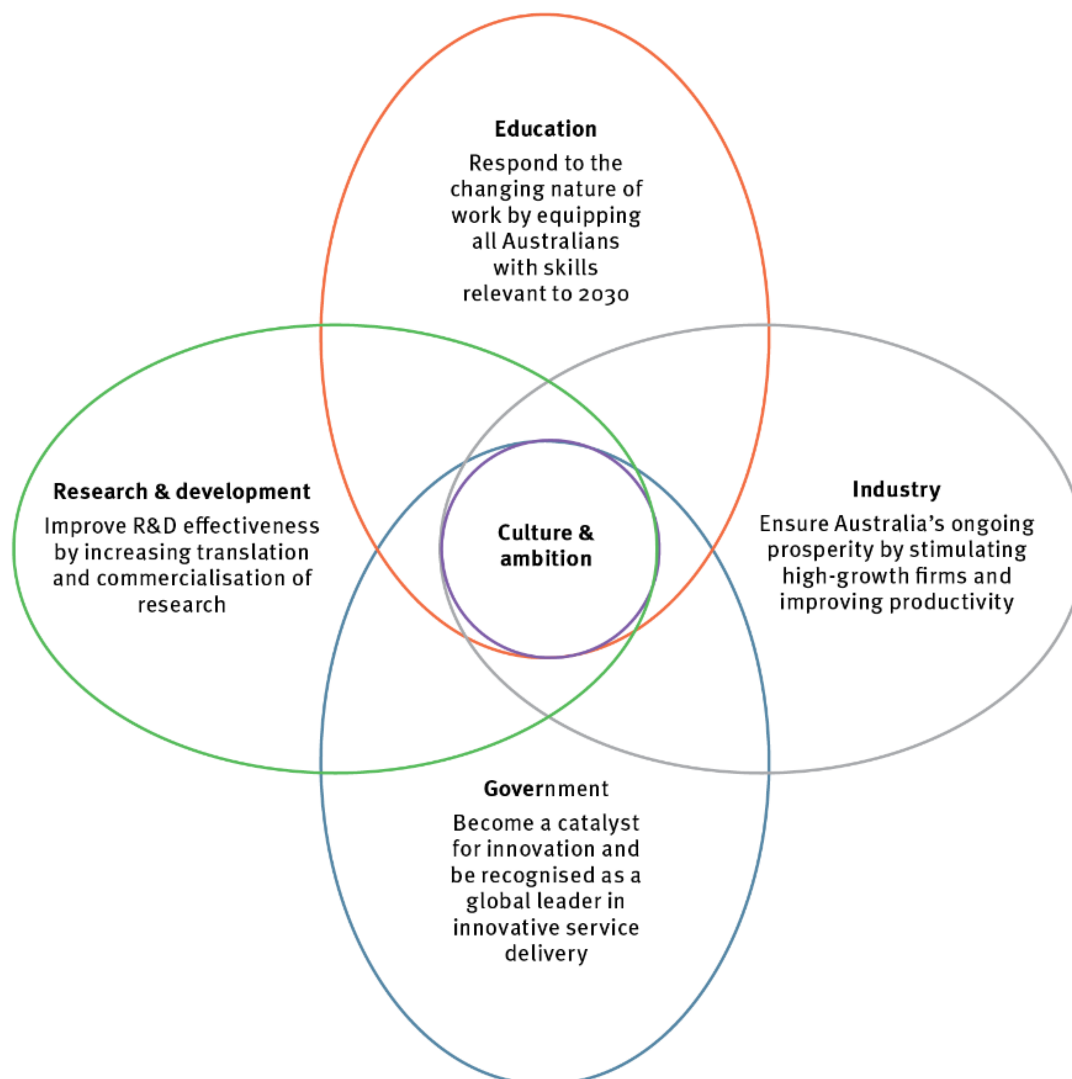 Education
Respond to the
changing nature of
work by equipping
all Australians
with skills
relevant to 2030
Research & development
Improve R&D effectiveness
by increasing translation
and commercialisation of
research
Culture &
ambition
Industry
Ensure Australia’s ongoing
prosperity by stimulating
high-growth firms and
improving productivity
Government
Become a catalyst
for innovation and
be recognised as a
global leader in
innovative service
delivery